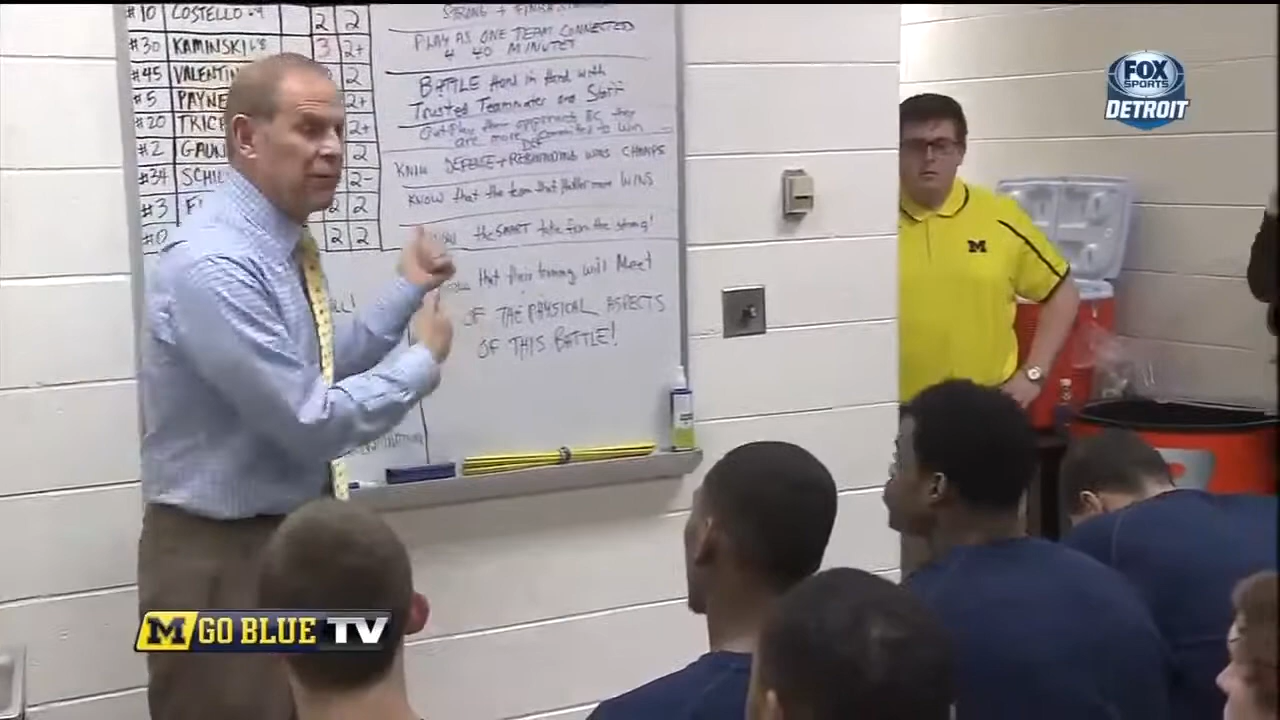 #10 COSTELLO 2 2
#30 KAMINSKI 3 2+
#45 VALENTIN 2
#5 PAYNE 2+
#20 TRICE 2+
#2 GAUN 2
#34 SCHIL 2-
#3 2 2
#0 2 2
PLAY AS ONE TEAM CONNECTED
4 40 MINUTES
BATTLE Hand in Hand with
Trusted Teammates and Staff
Outplay their opponents BC they
are more committed to win
KNOW DEFENSE + DEF REBOUNDING WINS CHAMPS
KNOW that the team that WINS
the SMART take from the strong!
that their training will Meet
OF THE PHYSICAL ASPECTS
OF THIS BATTLE!
FOX
SPORTS
DETROIT
M
M GO BLUE TV